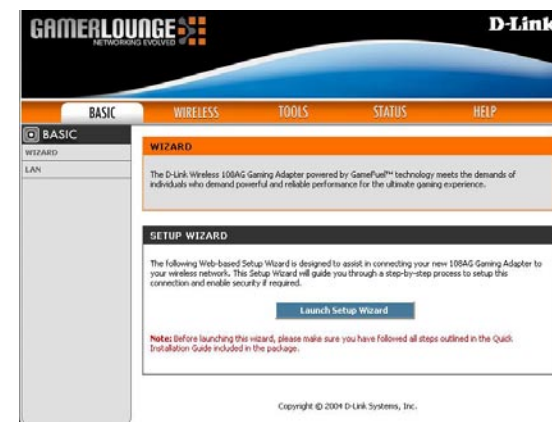 GAMERLOUNGE
NETWORKING EVOLVED
D-Link
BASIC
WIRELESS
TOOLS
STATUS
HELP
BASIC
WIZARD
LAN
WIZARD
The D-Link Wireless 108AG Gaming Adapter powered by GameFuel™ technology meets the demands of
individuals who demand powerful and reliable performance for the ultimate gaming experience.
SETUP WIZARD
The following Web-based Setup Wizard is designed to assist in connecting your new 108AG Gaming Adapter to
your wireless network. This Setup Wizard will guide you through a step-by-step process to setup this
connection and enable security if required.
Launch Setup Wizard
Note: Before launching this wizard, please make sure you have followed all steps outlined in the Quick
Installation Guide included in the package.
Copyright © 2004 D-Link Systems, Inc.